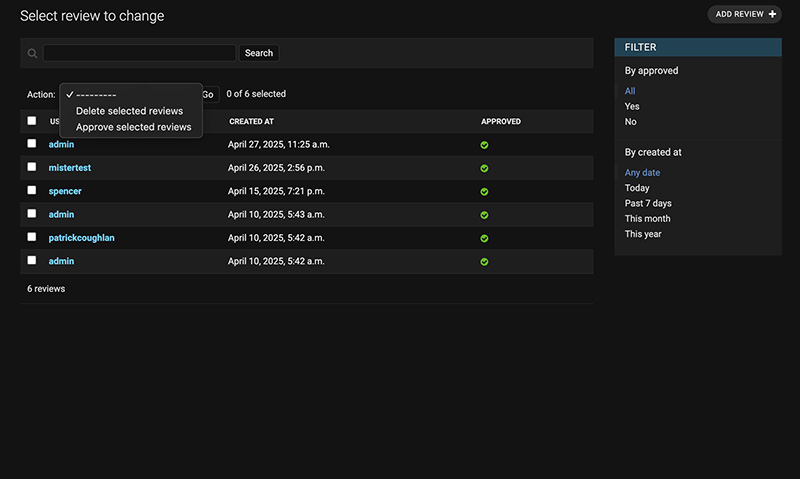 Select review to change
ADD REVIEW +
Search
Action: ✓ --------- Go 0 of 6 selected
Delete selected reviews
Approve selected reviews
CREATED AT APPROVED
admin April 27, 2025, 11:25 a.m.
mistertest April 26, 2025, 2:56 p.m.
spencer April 15, 2025, 7:21 p.m.
admin April 10, 2025, 5:43 a.m.
patrickcoughlan April 10, 2025, 5:42 a.m.
admin April 10, 2025, 5:42 a.m.
6 reviews
FILTER
By approved
All
Yes
No
By created at
Any date
Today
Past 7 days
This month
This year